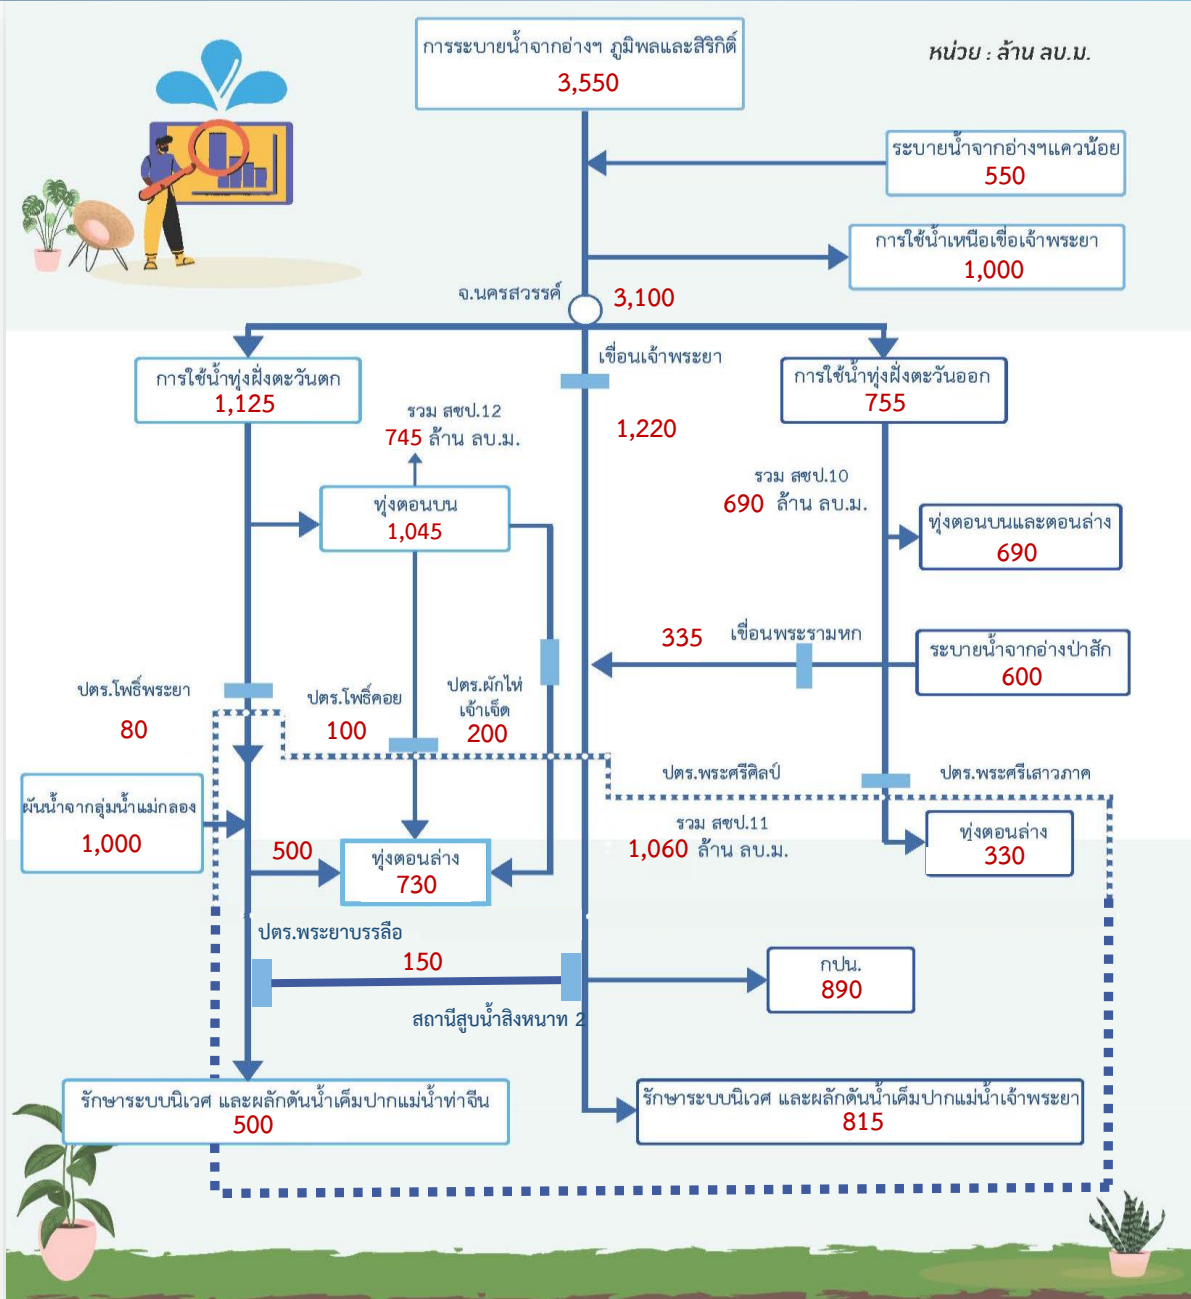 การระบายน้ำจากอ่างฯ ภูมิพลและสิริกิติ์
3,550
หน่วย : ล้าน ลบ.ม.
ระบายน้ำจากอ่างฯแควน้อย
550
การใช้น้ำเหนือเขื่อเจ้าพระยา
1,000
จ.นครสวรรค์
3,100
เขื่อนเจ้าพระยา
1,220
การใช้น้ำทุ่งฝั่งตะวันตก
1,125
การใช้น้ำทุ่งฝั่งตะวันออก
755
รวม สชป.12
745 ล้าน ลบ.ม.
ทุ่งตอนบน
1,045
รวม สชป.10
690 ล้าน ลบ.ม.
ทุ่งตอนบนและตอนล่าง
690
335
เขื่อนพระรามหก
ระบายน้ำจากอ่างป่าสัก
600
ปตร.โพธิ์พระยา
80
ปตร.โพธิ์คอย
100
ปตร.ผักไห่
เจ้าเจ็ด
200
ปตร.พระศรีศิลป์
ปตร.พระศรีเสาวภาค
ผันน้ำจากลุ่มน้ำแม่กลอง
1,000
รวม สชป.11
1,060 ล้าน ลบ.ม.
ทุ่งตอนล่าง
330
500
ทุ่งตอนล่าง
730
ปตร.พระยาบรรลือ
150
สถานีสูบน้ำสิงหนาท 2
กปน.
890
รักษาระบบนิเวศ และผลักดันน้ำเค็มปากแม่น้ำท่าจีน
500
รักษาระบบนิเวศ และผลักดันน้ำเค็มปากแม่น้ำเจ้าพระยา
815